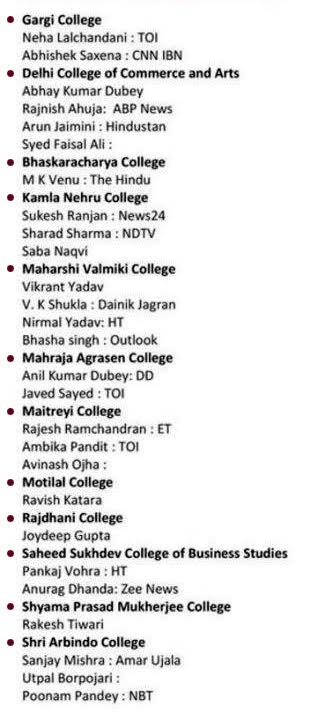 Gargi College
Neha Lalchandani : TOI
Abhishek Saxena : CNN IBN
Delhi College of Commerce and Arts
Abhay Kumar Dubey
Rajnish Ahuja:  ABP News
Arun Jaimini : Hindustan
Syed Faisal Ali :
Bhaskaracharya College
M K Venu : The Hindu
Kamla Nehru College
Sukesh Ranjan : News24
Sharad Sharma : NDTV
Saba Naqvi
Maharshi Valmiki College
Vikrant Yadav
V. K Shukla : Dainik Jagran
Nirmal Yadav: HT
Bhasha singh : Outlook
Mahraja Agrasen College
Anil Kumar Dubey: DD
Javed Sayed : TOI
Maitreyi College
Rajesh Ramchandran : ET
Ambika Pandit : TOI
Avinash Ojha :
Motilal College
Ravish Katara
Rajdhani College
Joydeep Gupta
Saheed Sukhdev College of Business Studies
Pankaj Vohra : HT
Anurag Dhanda: Zee News
Shyama Prasad Mukherjee College
Rakesh Tiwari
Shri Arbindo College
Sanjay Mishra : Amar Ujala
Utpal Borpojari :
Poonam Pandey : NBT